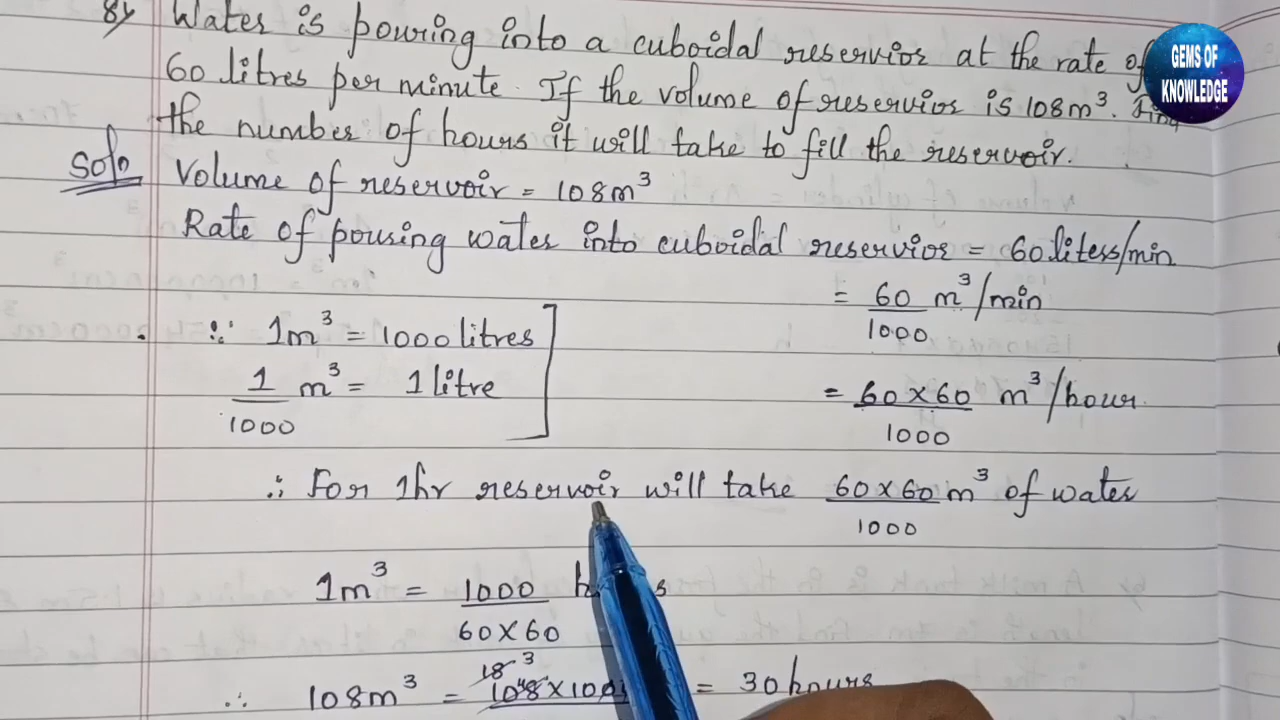 8) Water is pouring into a cuboidal reservior at the rate of
60 litres per minute If the volume of reservior is 108m³. Find
the number of hours it will take to fill the reservoir.
Soln Volume of reservoir = 108m³
Rate of pouring water into cuboidal reservior = 60 liters/min
= 60/1000 m³/min
∵ 1m³ = 1000 litres
1/1000 m³ = 1 litre
= 60×60/1000 m³/hour
∴ For 1hr reservoir will take 60×60/1000 m³ of water
1m³ = 1000/60×60
∴ 108m³ = = 30 hours
GEMS OF
KNOWLEDGE